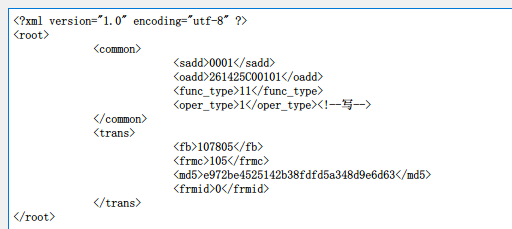 <?xml version="1.0" encoding="utf-8" ?>
<root>
<common>
<sadd>0001</sadd>
<oadd>261425C00101</oadd>
<func_type>11</func_type>
<oper_type>1</oper_type><!--写-->
</common>
<trans>
<fb>107805</fb>
<frmc>105</frmc>
<md5>e972be4525142b38fdfd5a348d9e6d63</md5>
<frmid>0</frmid>
</trans>
</root>